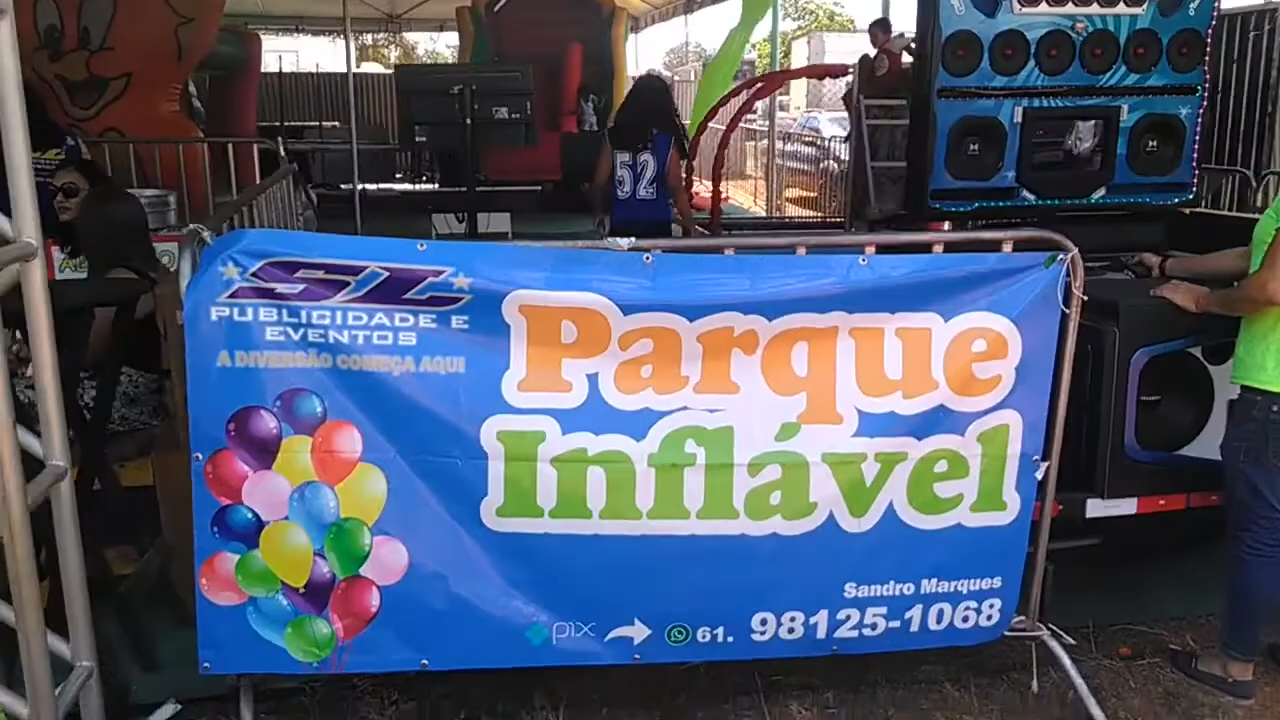 52
SL
PUBLICIDADE E
EVENTOS
A DIVERSÃO COMEÇA AQUI
Parque
Inflável
Sandro Marques
pix 61. 98125-1068